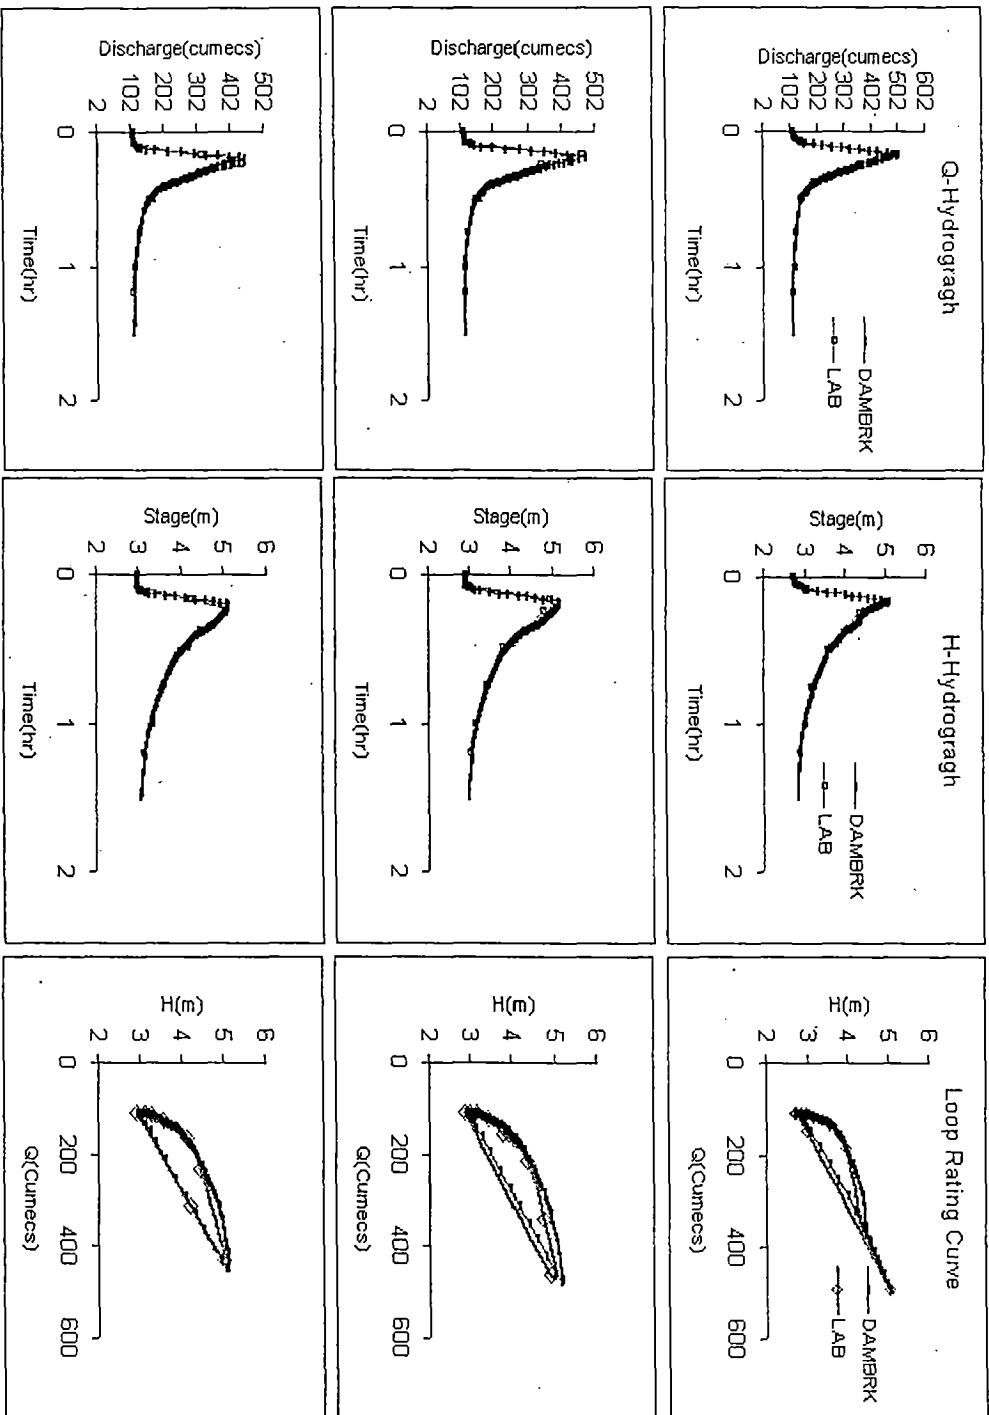 Q-Hydrogragh
DAMBRK
LAB
Discharge(cumecs)
602
502
402
302
202
102
2
0 1 2
Time(hr)
H-Hydrogragh
DAMBRK
LAB
Stage(m)
6
5
4
3
2
0 1 2
Time(hr)
Loop Rating Curve
DAMBRK
LAB
H(m)
6
5
4
3
2
0 200 400 600
Q(Cumecs)
Discharge(cumecs)
502
402
302
202
102
2
0 1 2
Time(hr)
Stage(m)
6
5
4
3
2
0 1 2
Time(hr)
H(m)
6
5
4
3
2
0 200 400 600
Q(Cumecs)
Discharge(cumecs)
502
402
302
202
102
2
0 1 2
Time(hr)
Stage(m)
6
5
4
3
2
0 1 2
Time(hr)
H(m)
6
5
4
3
2
0 200 400 600
Q(Cumecs)